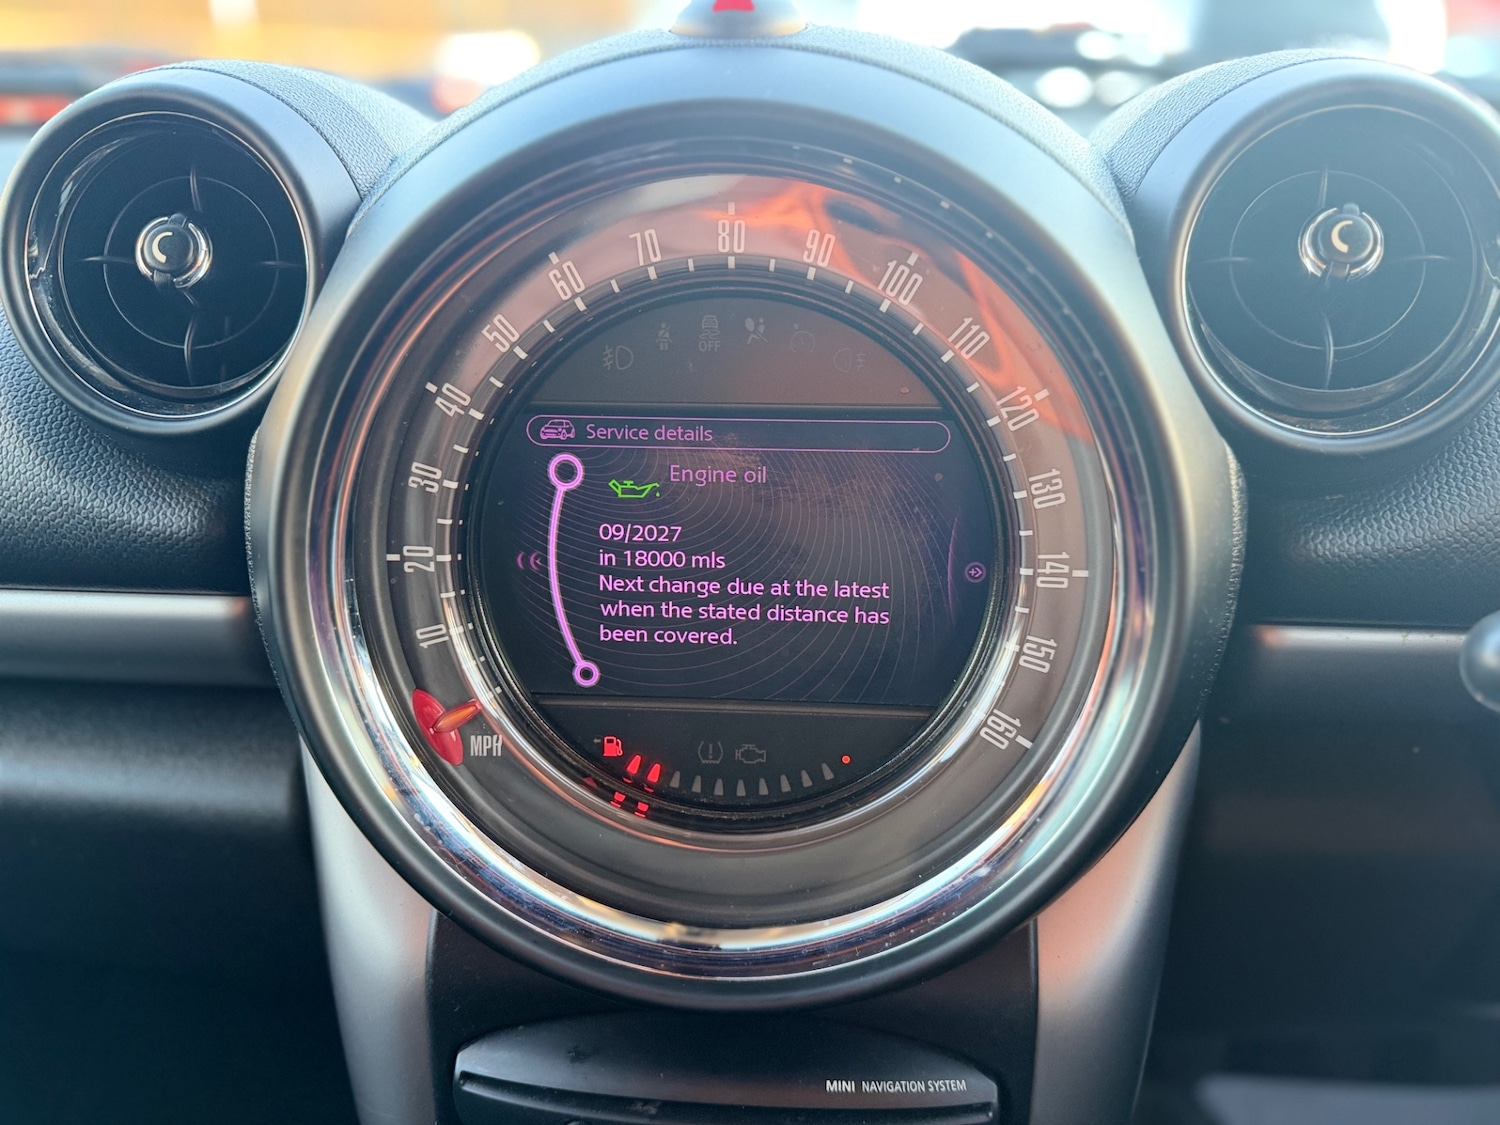 10
20
30
40
50
60
70
80
90
100
110
120
130
140
150
160
MPH
OFF
Service details
Engine oil
09/2027
in 18000 mls
Next change due at the latest
when the stated distance has
been covered.
MINI NAVIGATION SYSTEM